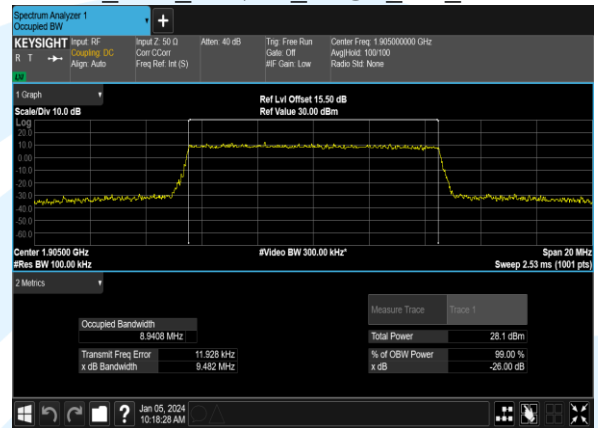 Spectrum Analyzer 1
Occupied BW
+
KEYSIGHT Input: RF Input Z: 50 Ω Atten: 40 dB Trig: Free Run Center Freq: 1.905000000 GHz
R T Coupling: DC Corr CCorr Gate: Off Avg|Hold: 100/100
Align: Auto Freq Ref: Int (S) #IF Gain: Low Radio Std: None
LV
1 Graph
Ref Lvl Offset 15.50 dB
Scale/Div 10.0 dB Ref Value 30.00 dBm
Log
20.0
10.0
0.00
-10.0
-20.0
-30.0
-40.0
-50.0
-60.0
Center 1.90500 GHz #Video BW 300.00 kHz* Span 20 MHz
#Res BW 100.00 kHz Sweep 2.53 ms (1001 pts)
2 Metrics
Measure Trace Trace 1
Occupied Bandwidth
8.9408 MHz Total Power 28.1 dBm
Transmit Freq Error 11.928 kHz % of OBW Power 99.00 %
x dB Bandwidth 9.482 MHz x dB -26.00 dB
? Jan 05, 2024
10:18:28 AM